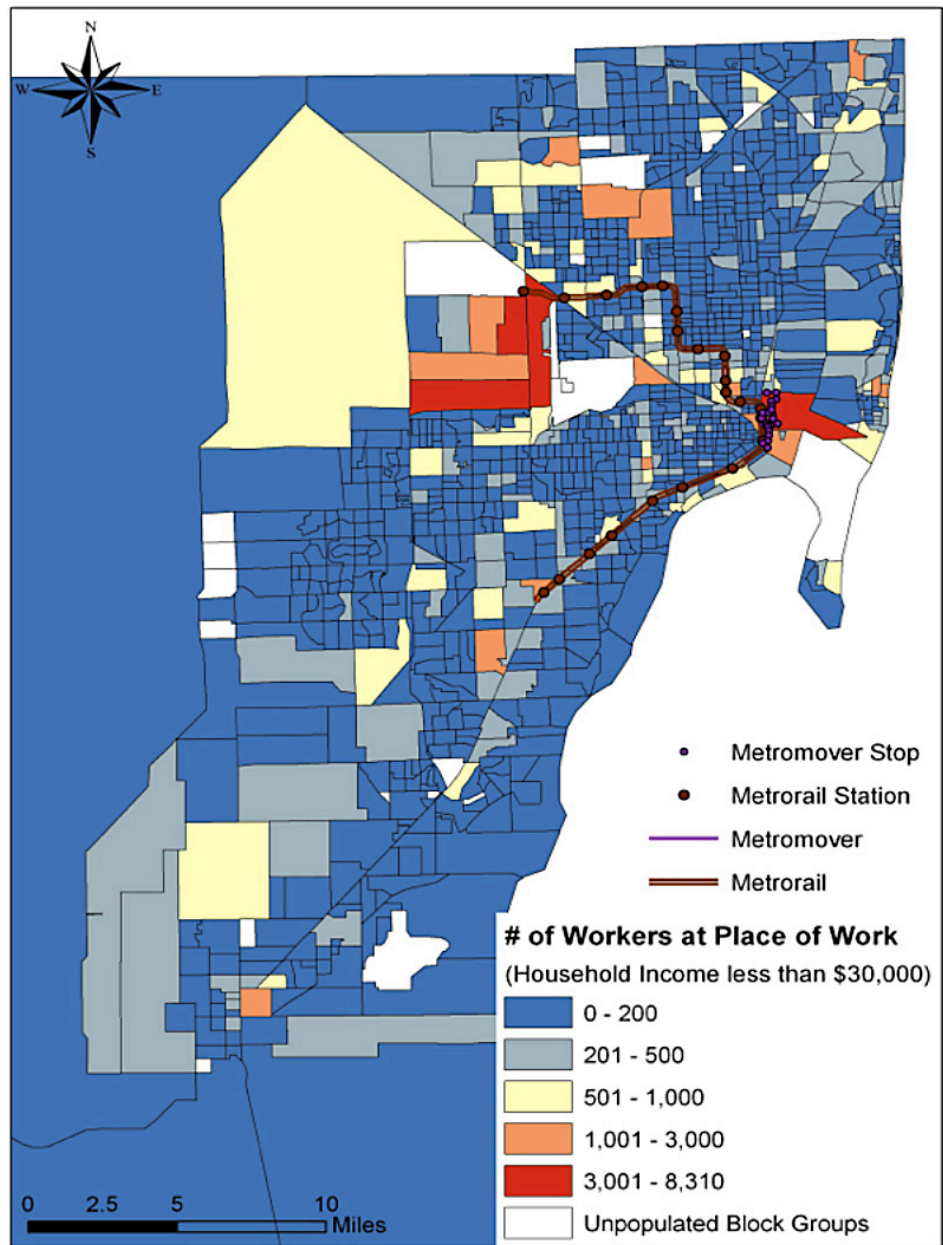 N
W E
S
Metromover Stop
Metrorail Station
Metromover
Metrorail
# of Workers at Place of Work
(Household Income less than $30,000)
0 - 200
201 - 500
501 - 1,000
1,001 - 3,000
3,001 - 8,310
Unpopulated Block Groups
0 2.5 5 10
Miles